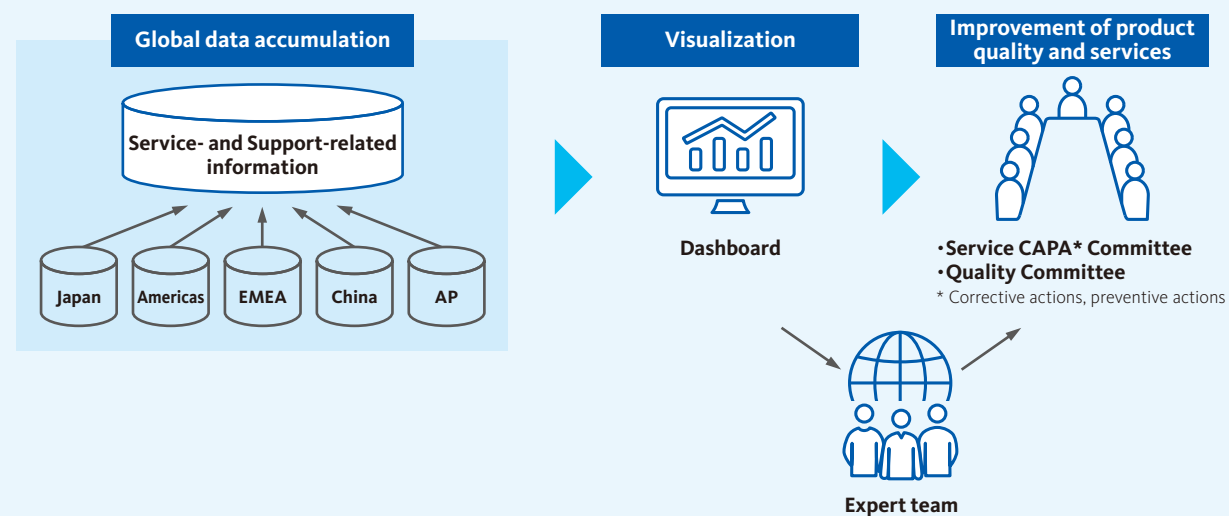 Global data accumulation
Service- and Support-related
information
Japan
Americas
EMEA
China
AP
Visualization
Dashboard
Expert team
Improvement of product
quality and services
・Service CAPA* Committee
・Quality Committee
* Corrective actions, preventive actions